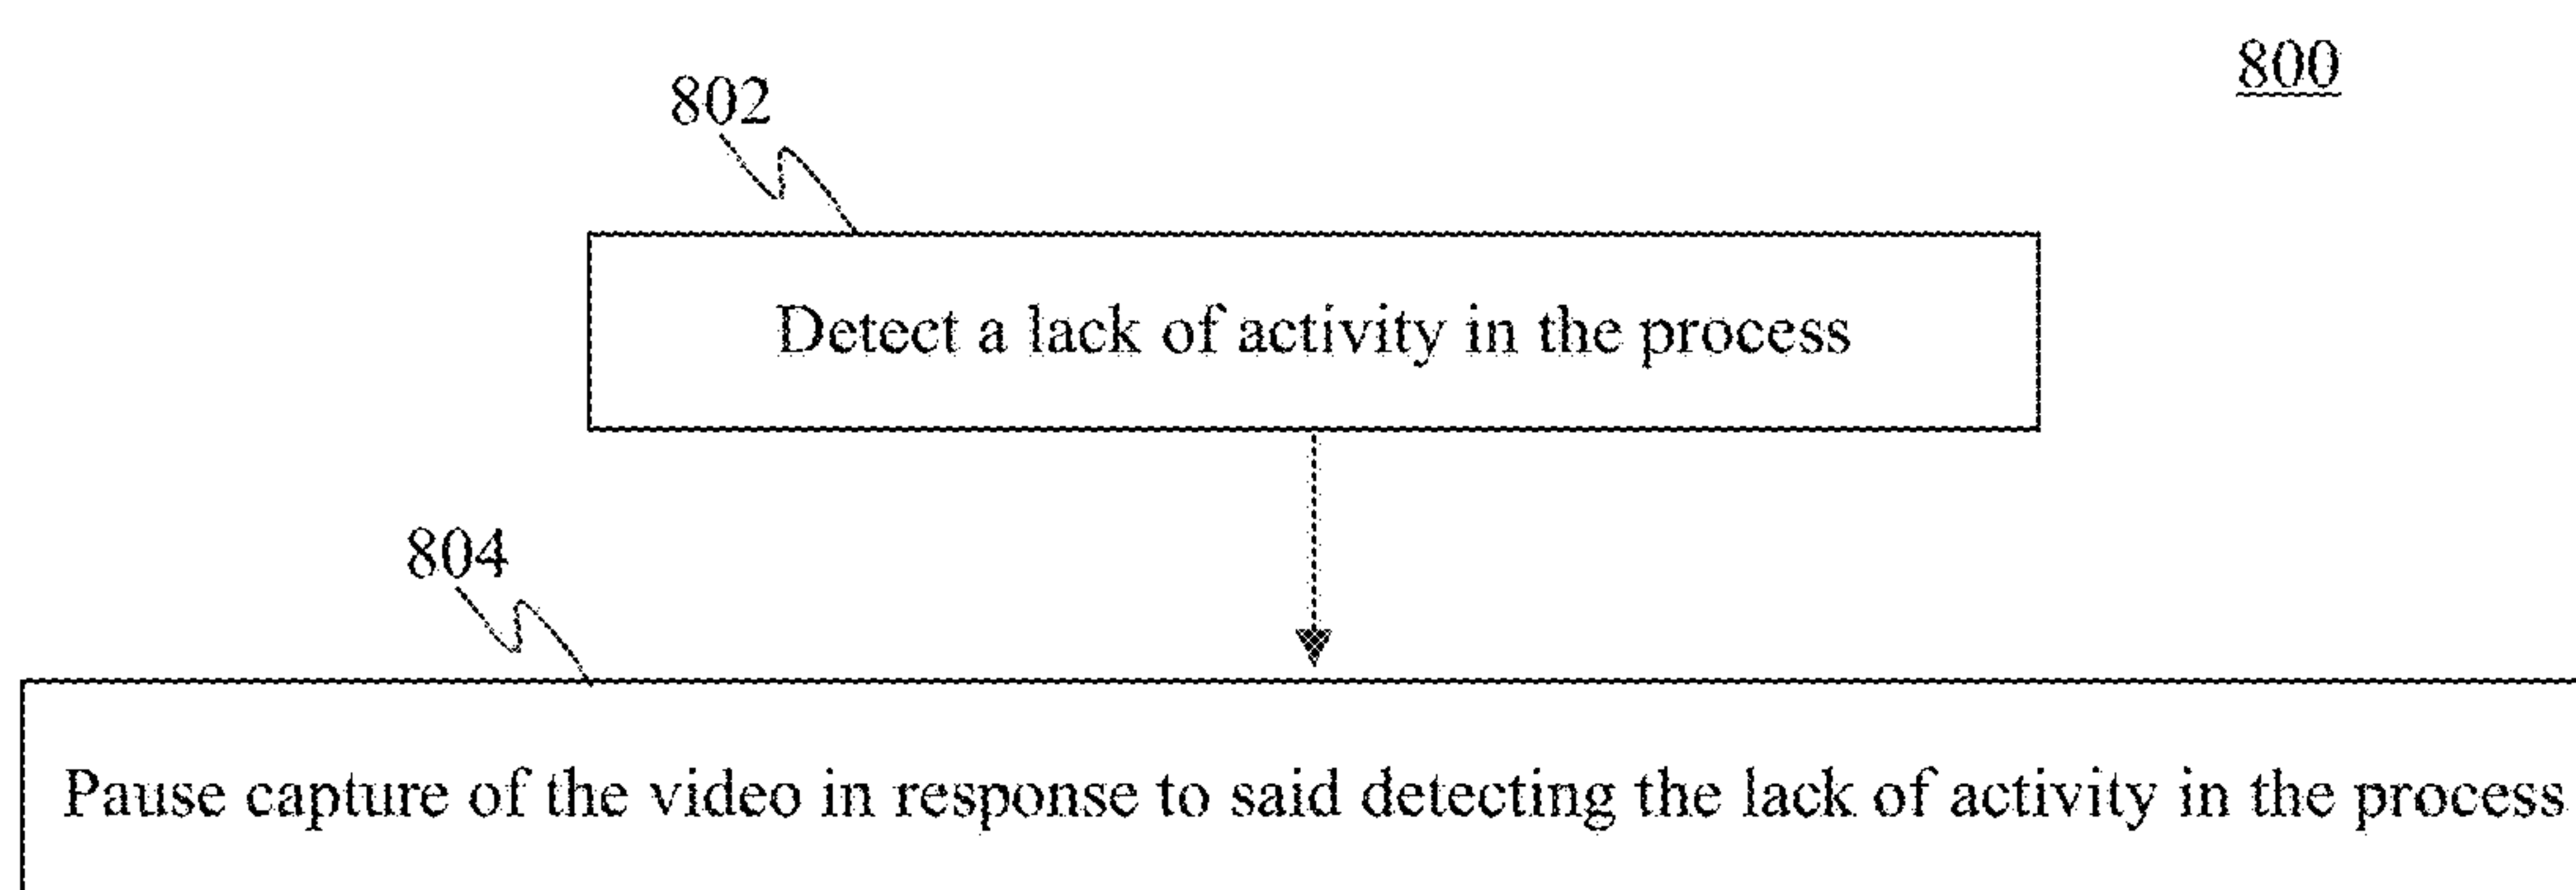 800
802
Detect a lack of activity in the process
804
Pause capture of the video in response to said detecting the lack of activity in the process